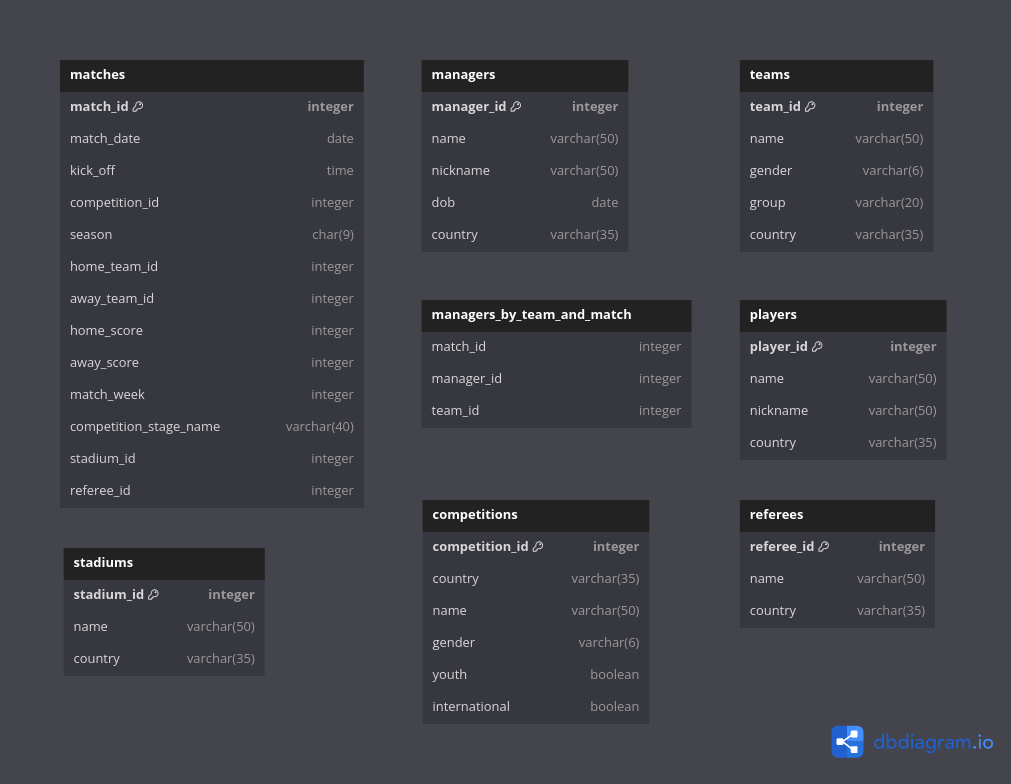 matches
match_id integer
match_date date
kick_off time
competition_id integer
season char(9)
home_team_id integer
away_team_id integer
home_score integer
away_score integer
match_week integer
competition_stage_name varchar(40)
stadium_id integer
referee_id integer
stadiums
stadium_id integer
name varchar(50)
country varchar(35)
managers
manager_id integer
name varchar(50)
nickname varchar(50)
dob date
country varchar(35)
managers_by_team_and_match
match_id integer
manager_id integer
team_id integer
competitions
competition_id integer
country varchar(35)
name varchar(50)
gender varchar(6)
youth boolean
international boolean
teams
team_id integer
name varchar(50)
gender varchar(6)
group varchar(20)
country varchar(35)
players
player_id integer
name varchar(50)
nickname varchar(50)
country varchar(35)
referees
referee_id integer
name varchar(50)
country varchar(35)
dbdiagram.io